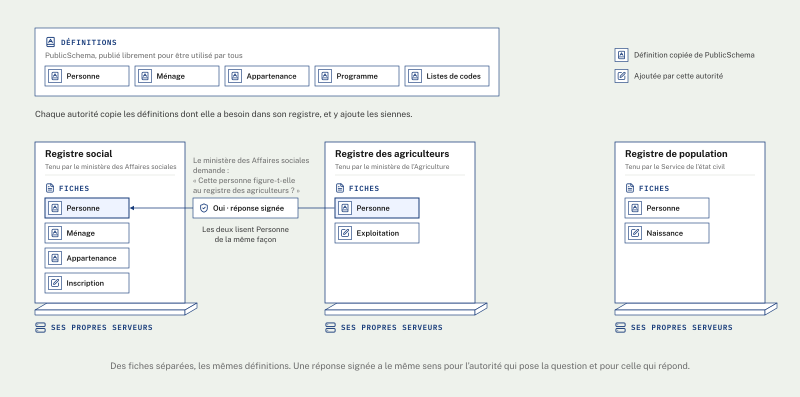 DÉFINITIONS
PublicSchema, publié librement pour être utilisé par tous
Personne
Ménage
Appartenance
Programme
Listes de codes
Définition copiée de PublicSchema
Ajoutée par cette autorité
Chaque autorité copie les définitions dont elle a besoin dans son registre, et y ajoute les siennes.
Registre social
Tenu par le ministère des Affaires sociales
FICHES
Personne
Ménage
Appartenance
Inscription
SES PROPRES SERVEURS
Le ministère des Affaires sociales
demande :
« Cette personne figure-t-elle
au registre des agriculteurs ? »
Oui · réponse signée
Les deux lisent Personne
de la même façon
Registre des agriculteurs
Tenu par le ministère de l'Agriculture
FICHES
Personne
Exploitation
SES PROPRES SERVEURS
Registre de population
Tenu par le Service de l'état civil
FICHES
Personne
Naissance
SES PROPRES SERVEURS
Des fiches séparées, les mêmes définitions. Une réponse signée a le même sens pour l'autorité qui pose la question et pour celle qui répond.